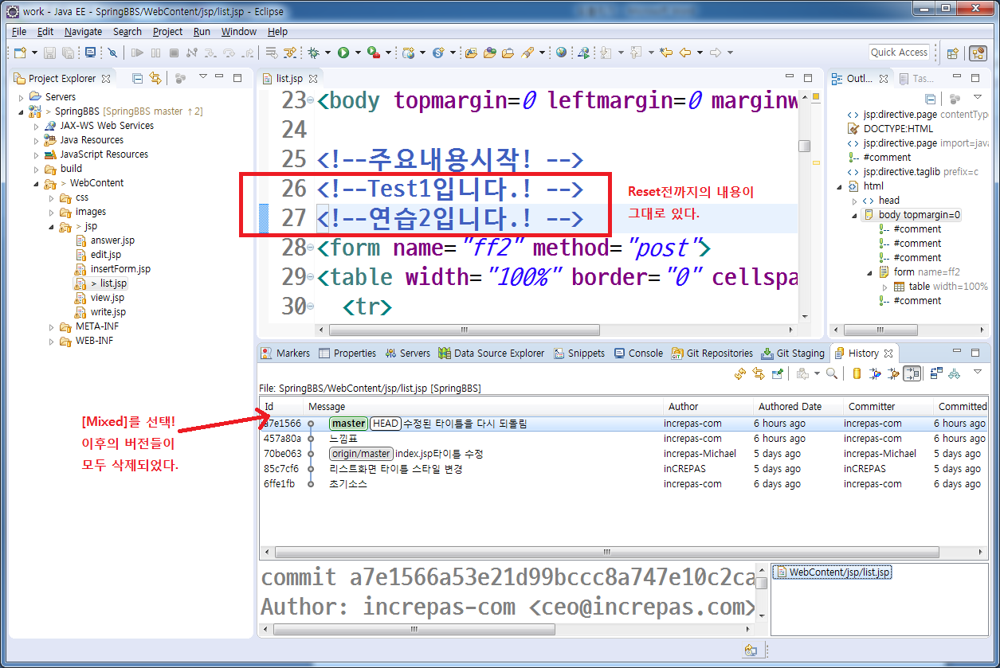 work - Java EE - SpringBBS/WebContent/jsp/list.jsp - Eclipse
File Edit Navigate Search Project Run Window Help
Quick Access
Project Explorer
Servers
> SpringBBS [SpringBBS master ↑2]
JAX-WS Web Services
Java Resources
JavaScript Resources
build
> WebContent
css
images
> jsp
answer.jsp
edit.jsp
insertForm.jsp
> list.jsp
view.jsp
write.jsp
META-INF
WEB-INF
list.jsp
23 <body topmargin=0 leftmargin=0 marginw
24
25 <!--주요내용시작! -->
26 <!--Test1입니다.! -->
27 <!--연습2입니다.! -->
28 <form name="ff2" method="post">
29 <table width="100%" border="0" cellspa
30 <tr>
Reset전까지의 내용이
그대로 있다.
Outl... Tas...
jsp:directive.page contentType
DOCTYPE:HTML
jsp:directive.page import=java
#comment
jsp:directive.taglib prefix=c
html
head
body topmargin=0
#comment
#comment
#comment
form name=ff2
table width=100%
#comment
Markers Properties Servers Data Source Explorer Snippets Console Git Repositories Git Staging History
File: SpringBBS/WebContent/jsp/list.jsp [SpringBBS]
Id Message Author Authored Date Committer Committed
a7e1566 master HEAD 수정된 타이틀을 다시 되돌림 increpas-com 6 hours ago increpas-com 6 hours ago
457a80a 느낌표 increpas-com 6 hours ago increpas-com 6 hours ago
70be063 origin/master index.jsp타이틀 수정 increpas-Michael 5 days ago increpas-Michael 5 days ago
85c7cf6 리스트화면 타이틀 스타일 변경 inCREPAS 5 days ago inCREPAS 5 days ago
6ffe1fb 초기소스 increpas-com 6 days ago increpas-com 6 days ago
[Mixed]를 선택!
이후의 버전들이
모두 삭제되었다.
commit a7e1566a53e21d99bccc8a747e10c2ca
Author: increpas-com <ceo@increpas.com>
WebContent/jsp/list.jsp